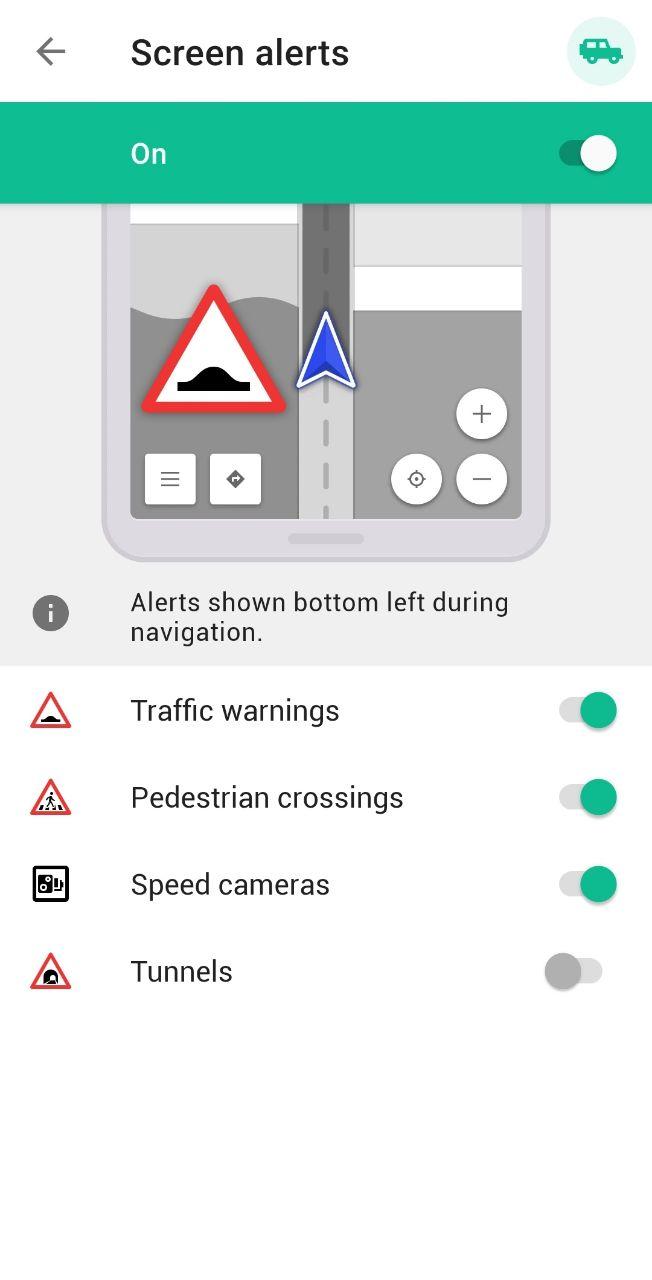 Screen alerts
On
Alerts shown bottom left during
navigation.
Traffic warnings
Pedestrian crossings
Speed cameras
Tunnels